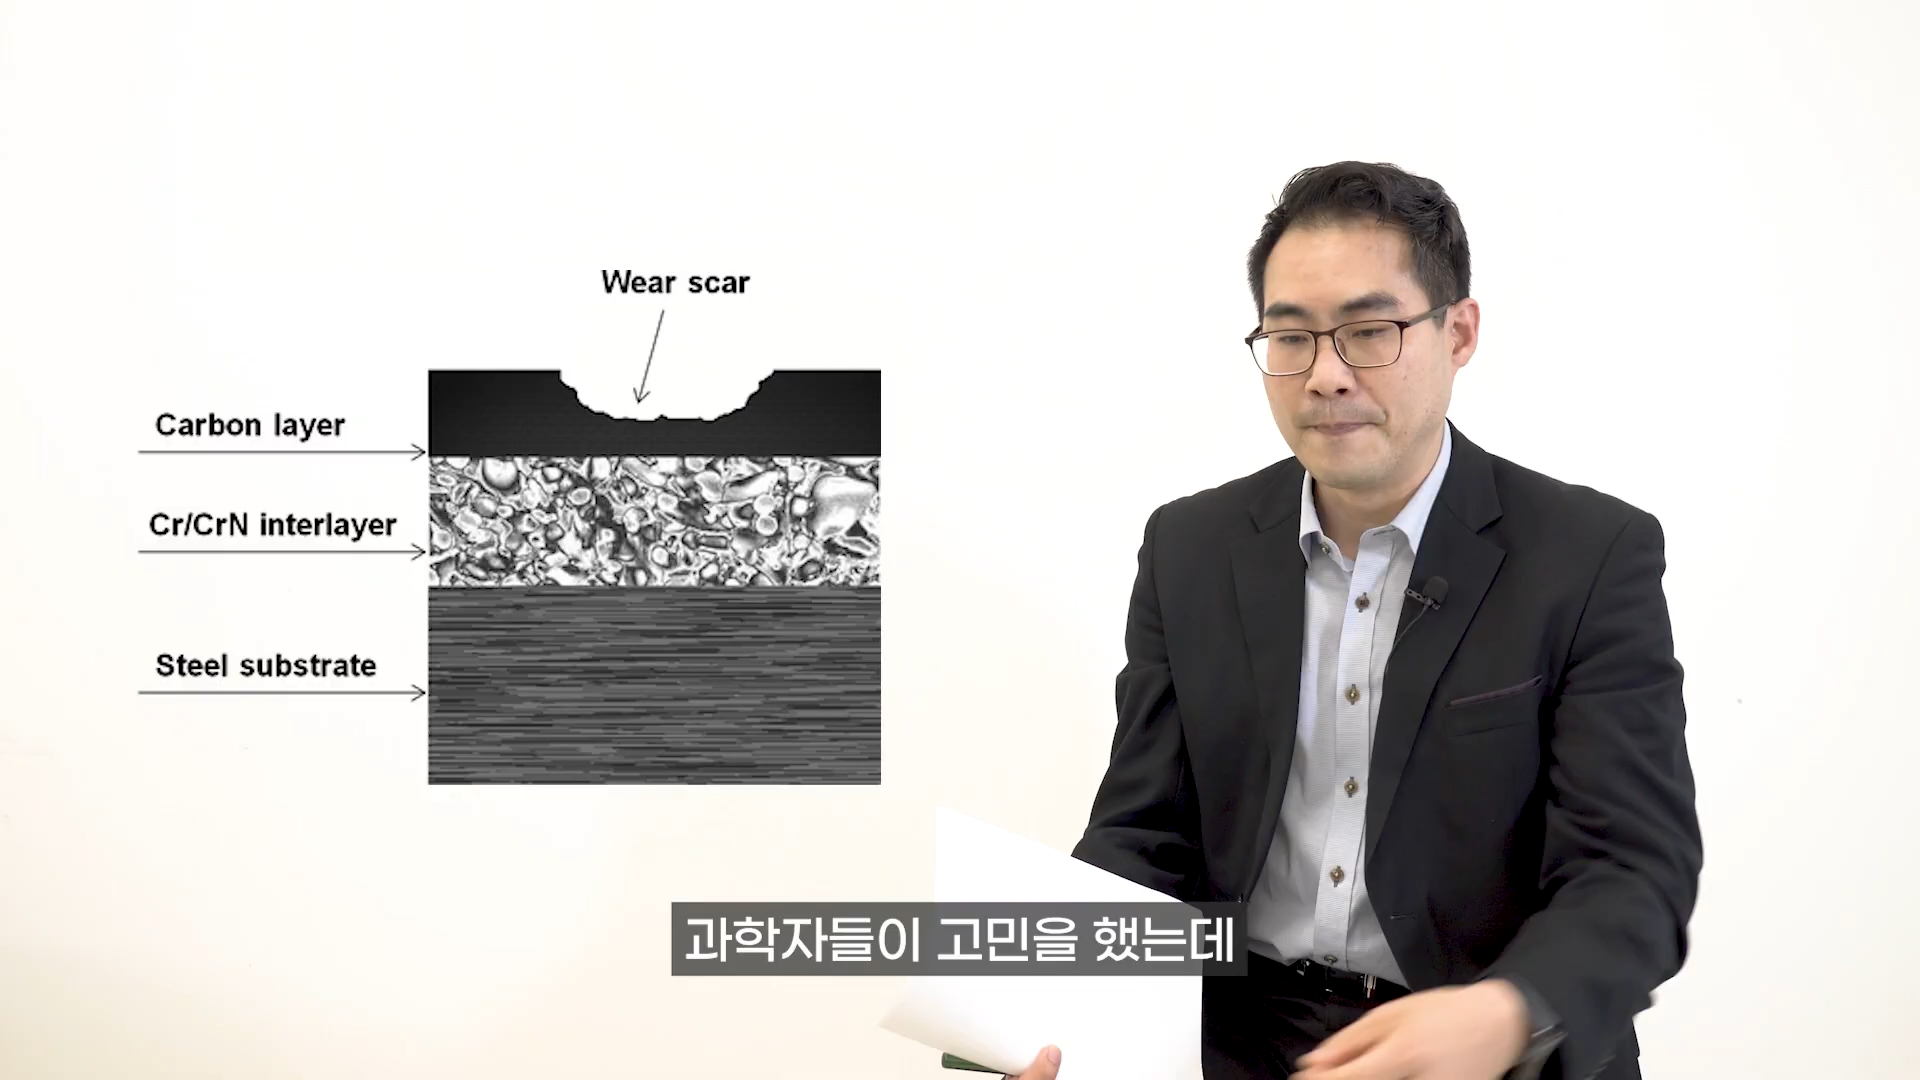 Wear scar
Carbon layer
Cr/CrN interlayer
Steel substrate
과학자들이 고민을 했는데